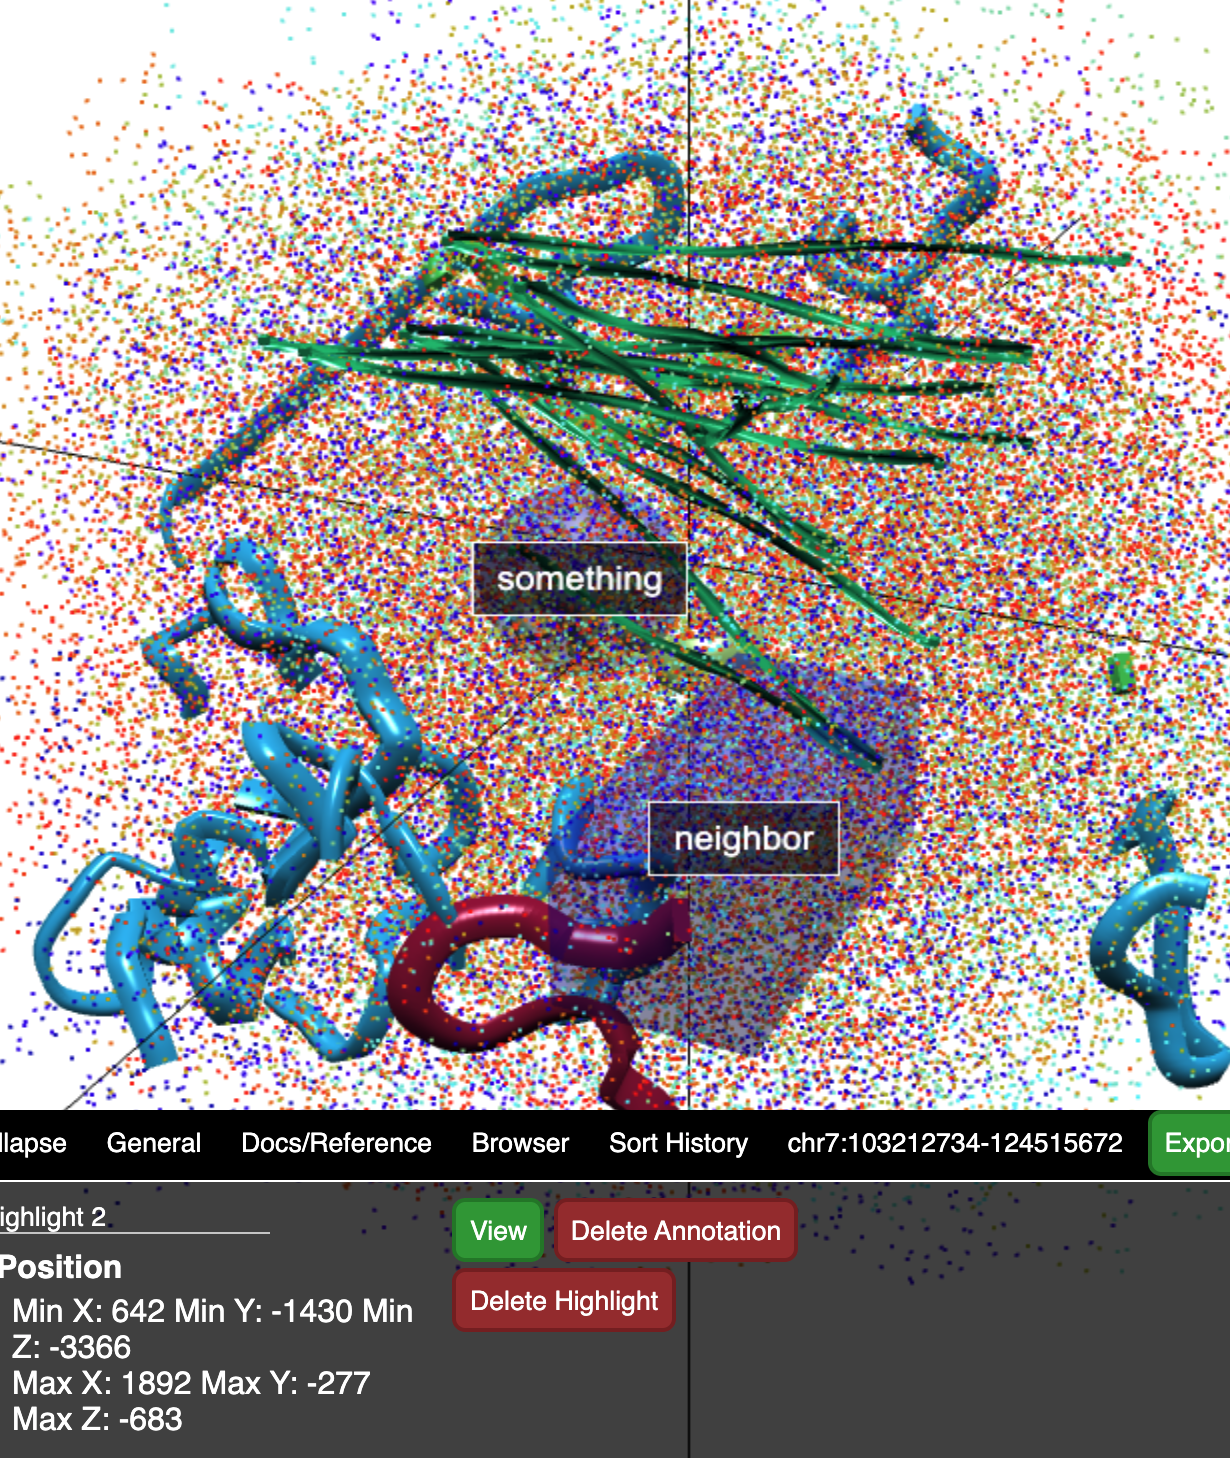 something
neighbor
llapse General Docs/Reference Browser Sort History chr7:103212734-124515672 Expor
ighlight 2
View Delete Annotation
Position
Delete Highlight
Min X: 642 Min Y: -1430 Min
Z: -3366
Max X: 1892 Max Y: -277
Max Z: -683